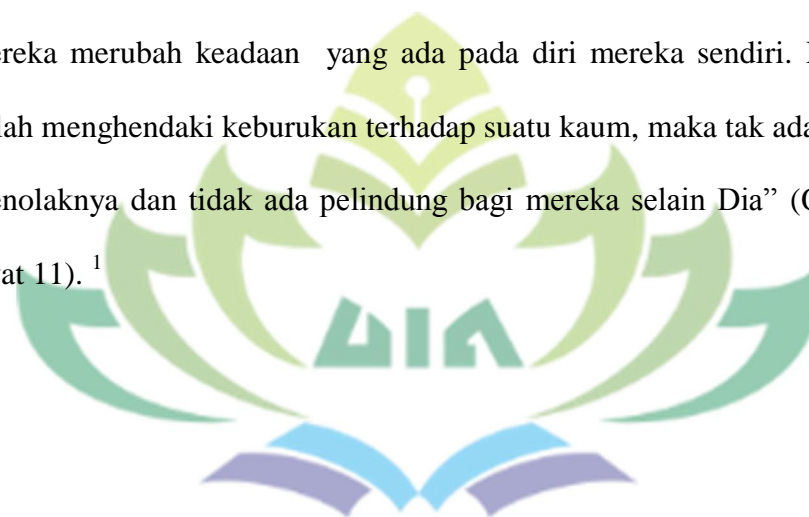 ereka merubah keadaan yang ada pada diri mereka sendiri.
lah menghendaki keburukan terhadap suatu kaum, maka tak ada
enolaknya dan tidak ada pelindung bagi mereka selain Dia” (
at 11). 1
UIN